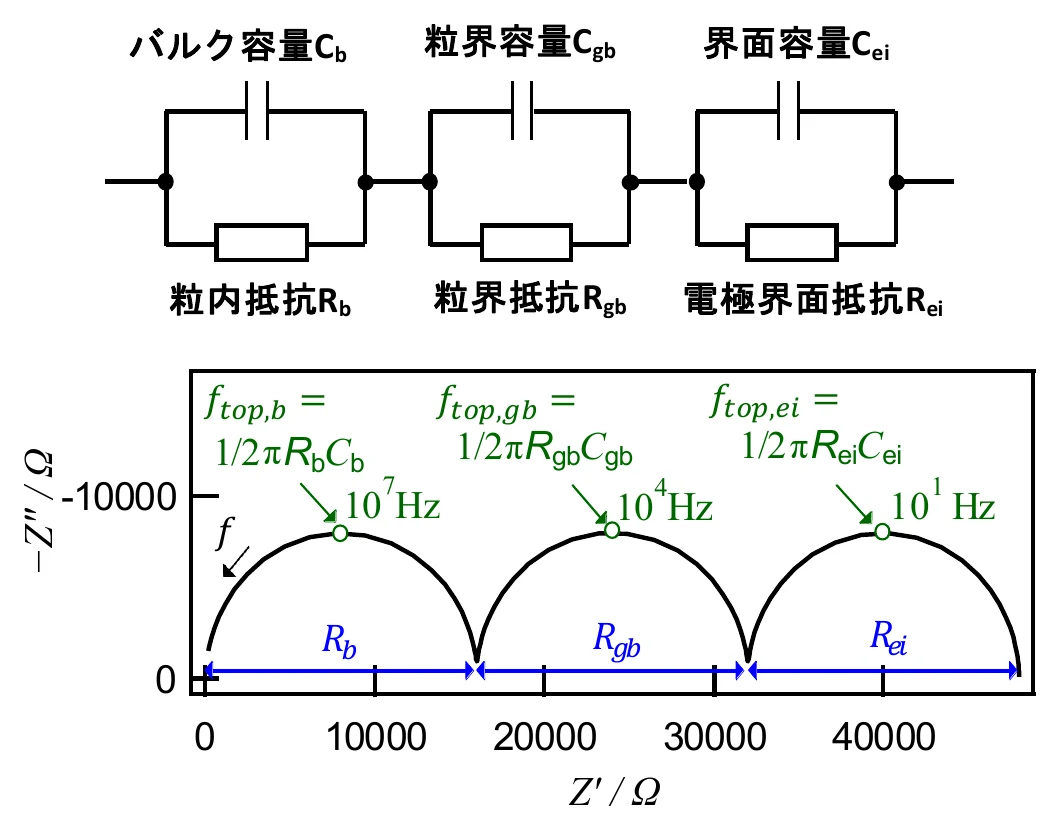 バルク容量Cb 粒界容量Cgb 界面容量Cei
粒内抵抗Rb 粒界抵抗Rgb 電極界面抵抗Rei
ftop,b = ftop,gb = ftop,ei =
1/2πRbCb 1/2πRgbCgb 1/2πReiCei
-10000
10⁷Hz 10⁴Hz 10¹ Hz
f
Rb Rgb Rei
0
−Z″/Ω
0 10000 20000 30000 40000
Z′/Ω